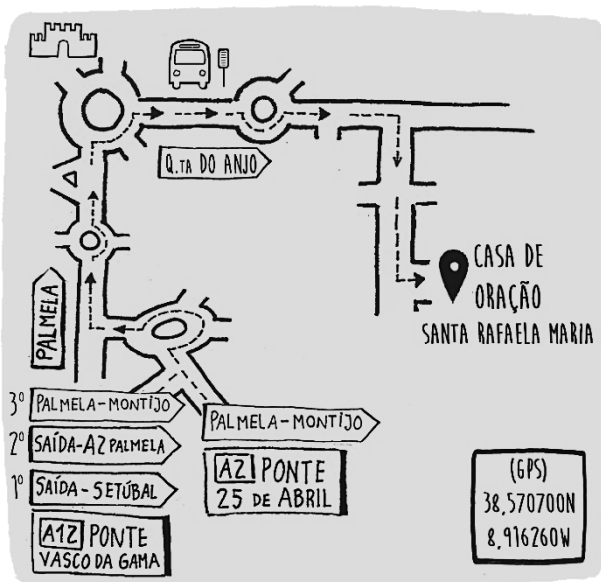 Q.TA DO ANJO
CASA DE
ORAÇÃO
SANTA RAFAELA MARIA
PALMELA
3º PALMELA-MONTIJO
2º SAÍDA-A2 PALMELA
1º SAÍDA-SETÚBAL
A12 PONTE
VASCO DA GAMA
PALMELA-MONTIJO
A2 PONTE
25 DE ABRIL
(GPS)
38,570700N
8,916260W